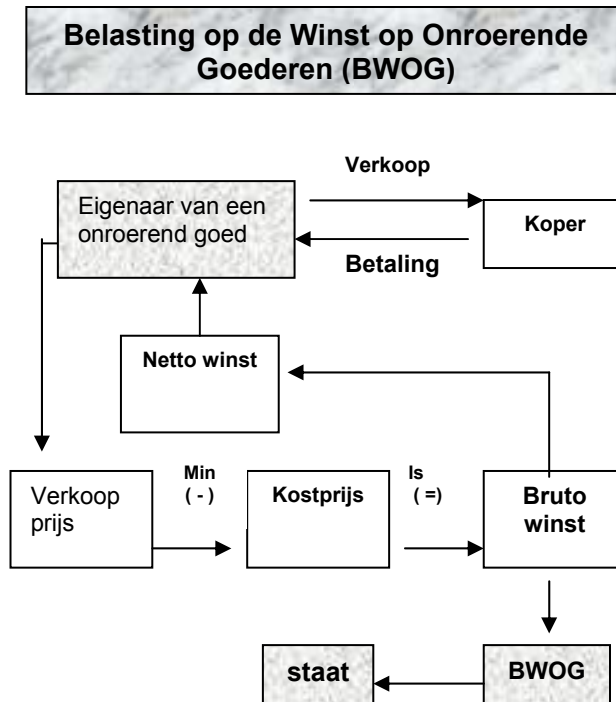 Belasting op de Winst op Onroerende
Goederen (BWOG)
Verkoop
Eigenaar van een
onroerend goed
Koper
Betaling
Netto winst
Min
( - )
Is
( =)
Verkoop
prijs
Kostprijs
Bruto
winst
staat
BWOG